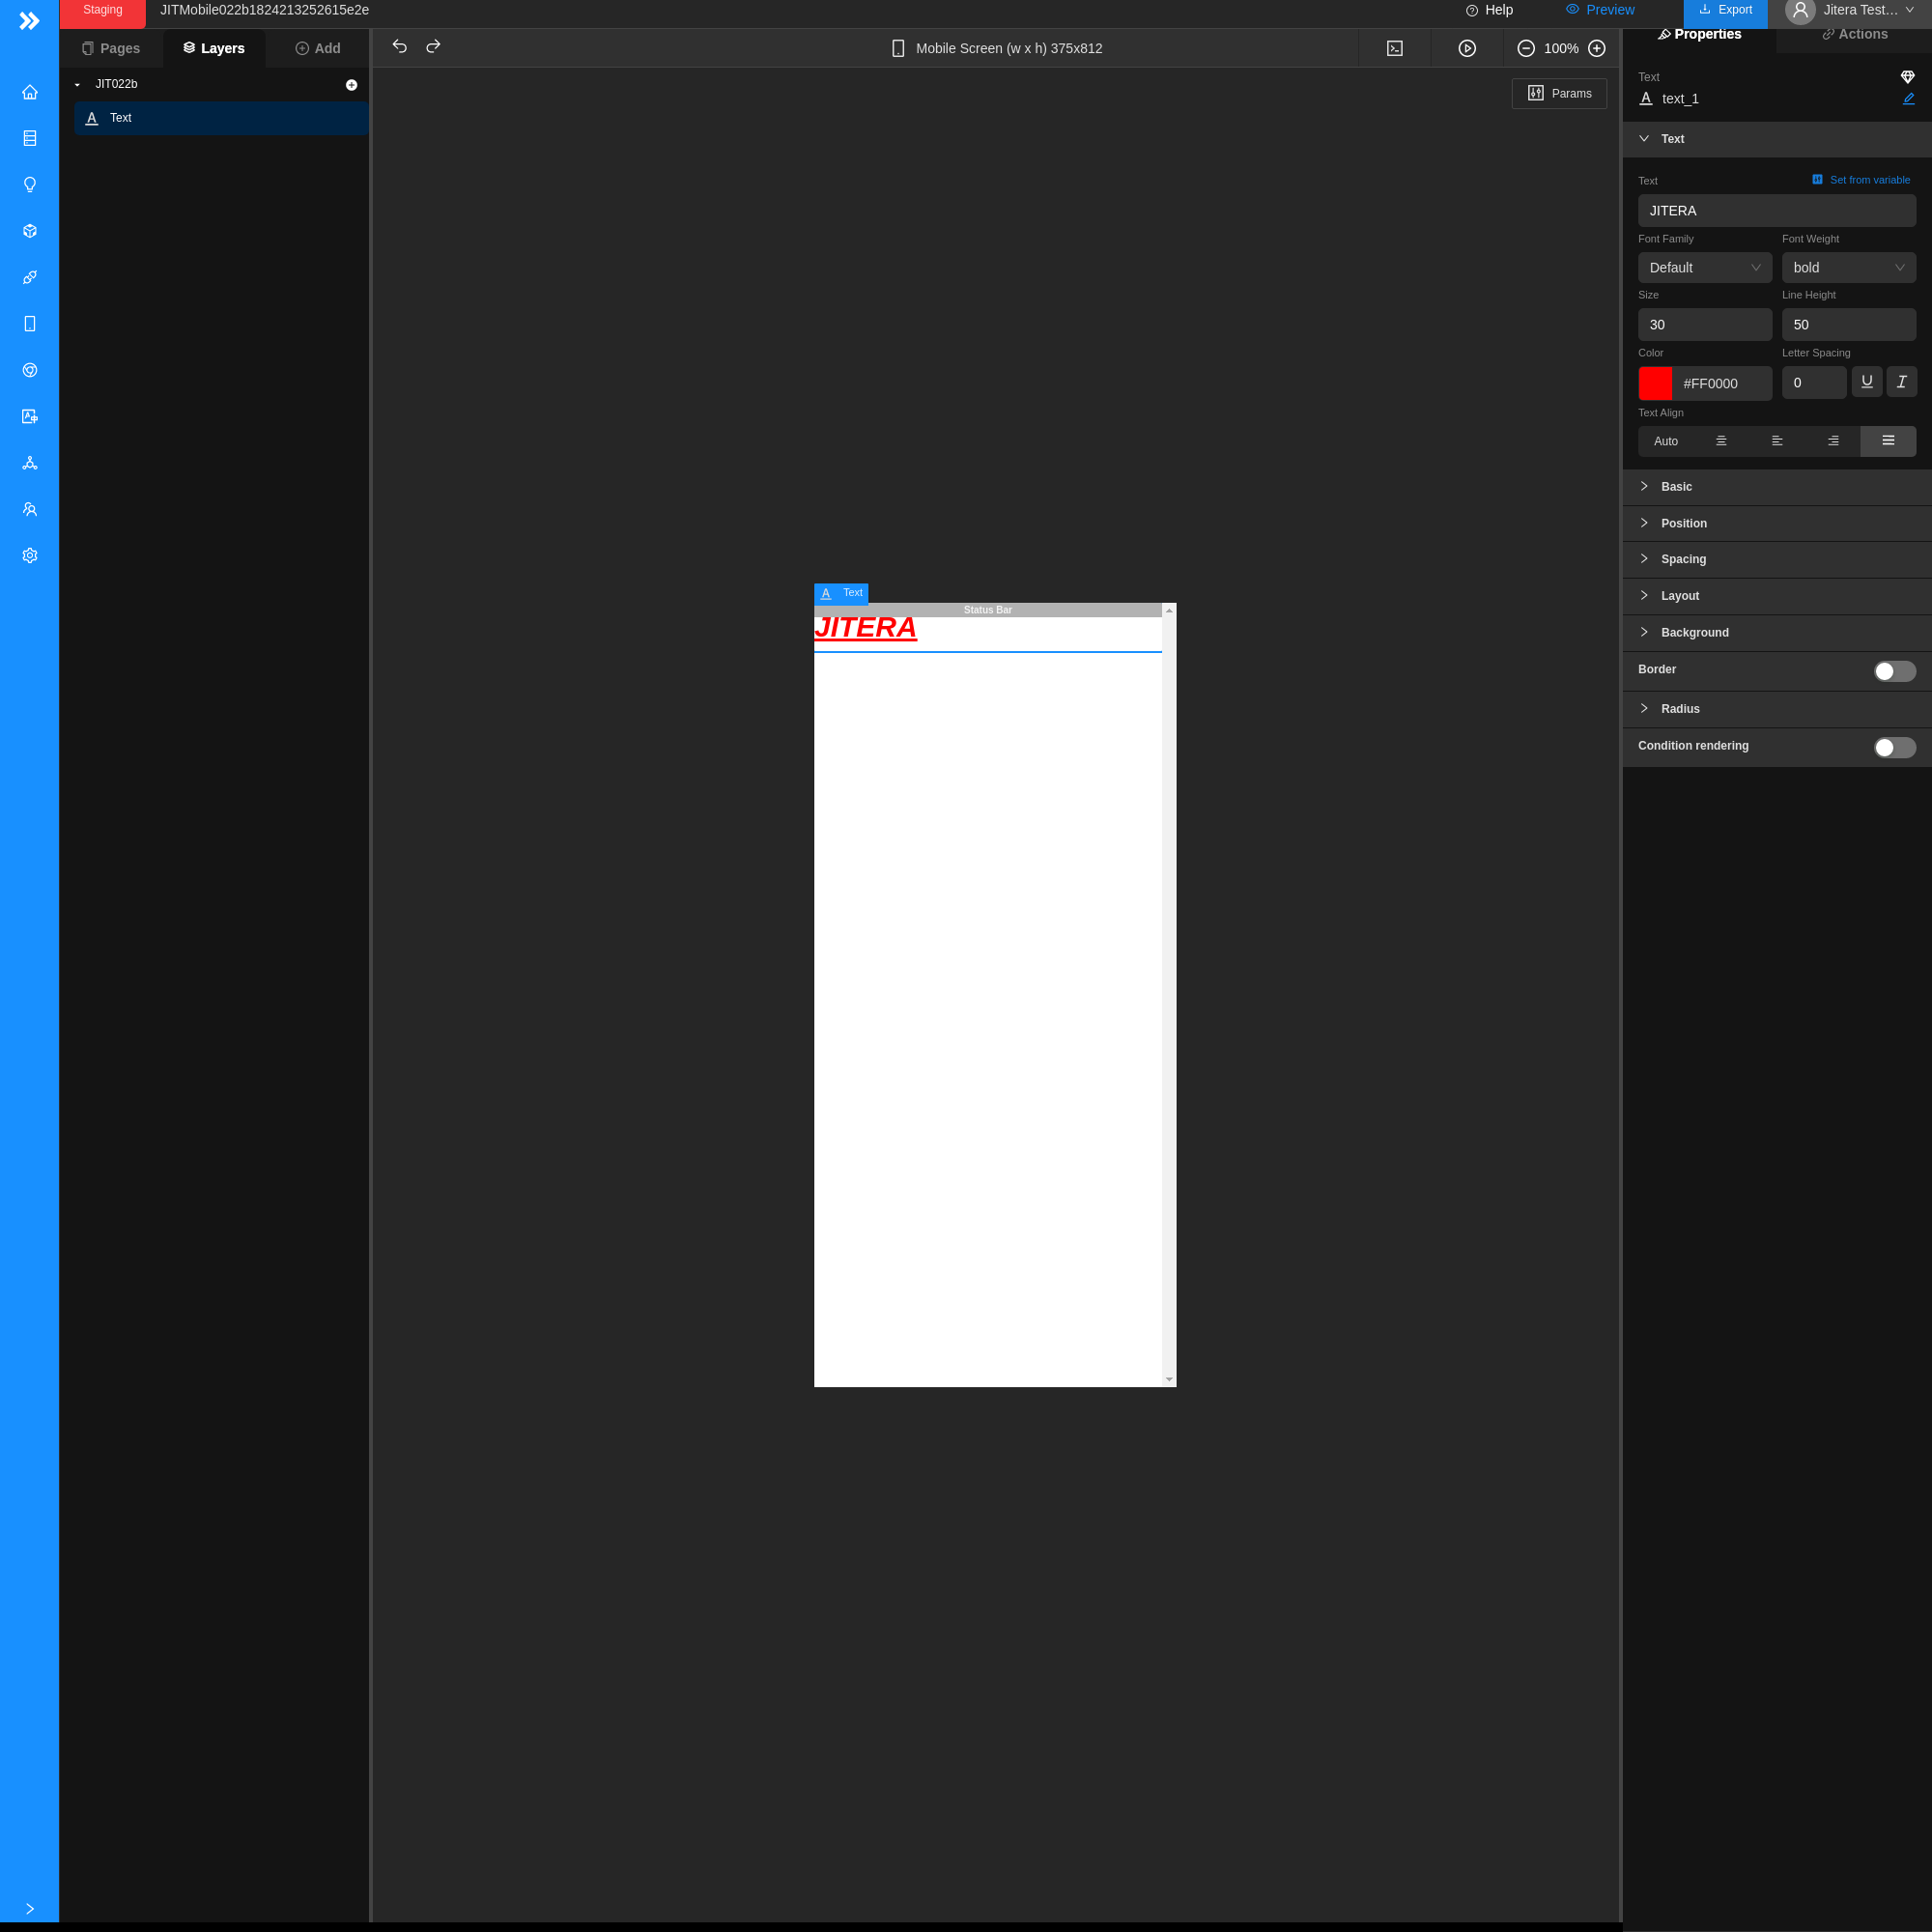 Staging
JITMobile022b1824213252615e2e
Help
Preview
Export
Jitera Test...
Pages
Layers
Add
Mobile Screen (w x h) 375x812
100%
Properties
Actions
JIT022b
Params
Text
text_1
Text
Text
Text
Set from variable
JITERA
Font Family
Font Weight
Default
bold
Size
Line Height
30
50
Color
Letter Spacing
#FF0000
0
Text Align
Auto
Basic
Position
Spacing
Layout
Background
Border
Radius
Condition rendering
Text
Status Bar
JITERA